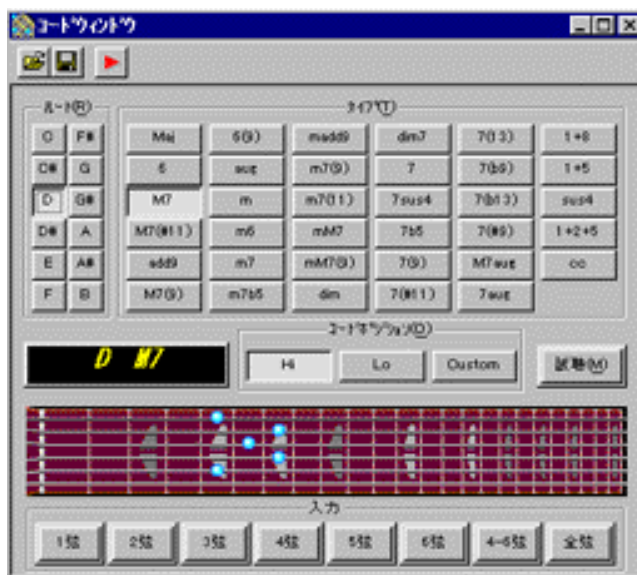 コードウィンドウ
ルート(R)
C F#
C# G
D G#
D# A
E A#
F B
タイプ(T)
Maj 6(9) madd9 dim7 7(13) 1+8
6 aug m7(9) 7 7(b9) 1+5
M7 m m7(11) 7sus4 7(b13) sus4
M7(#11) m6 mM7 7b5 7(#9) 1+2+5
add9 m7 mM7(9) 7(9) M7aug cc
M7(9) m7b5 dim 7(#11) 7aug
コードポジション(O)
D M7
Hi Lo Custom
試聴(M)
入力
1弦 2弦 3弦 4弦 5弦 6弦 4-6弦 全弦